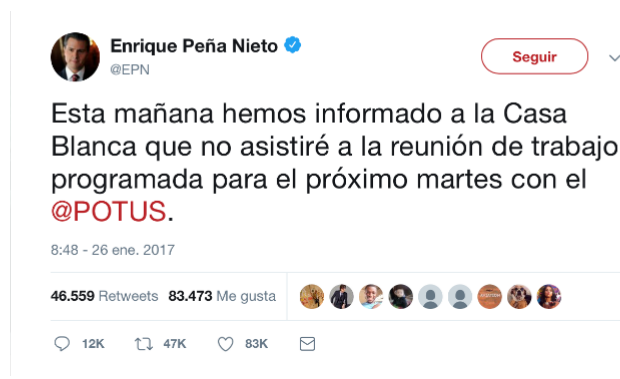 Enrique Peña Nieto
@EPN
Seguir
Esta mañana hemos informado a la Casa
Blanca que no asistiré a la reunión de trabajo
programada para el próximo martes con el
@POTUS.
8:48 - 26 ene. 2017
46.559 Retweets 83.473 Me gusta
12K 47K 83K